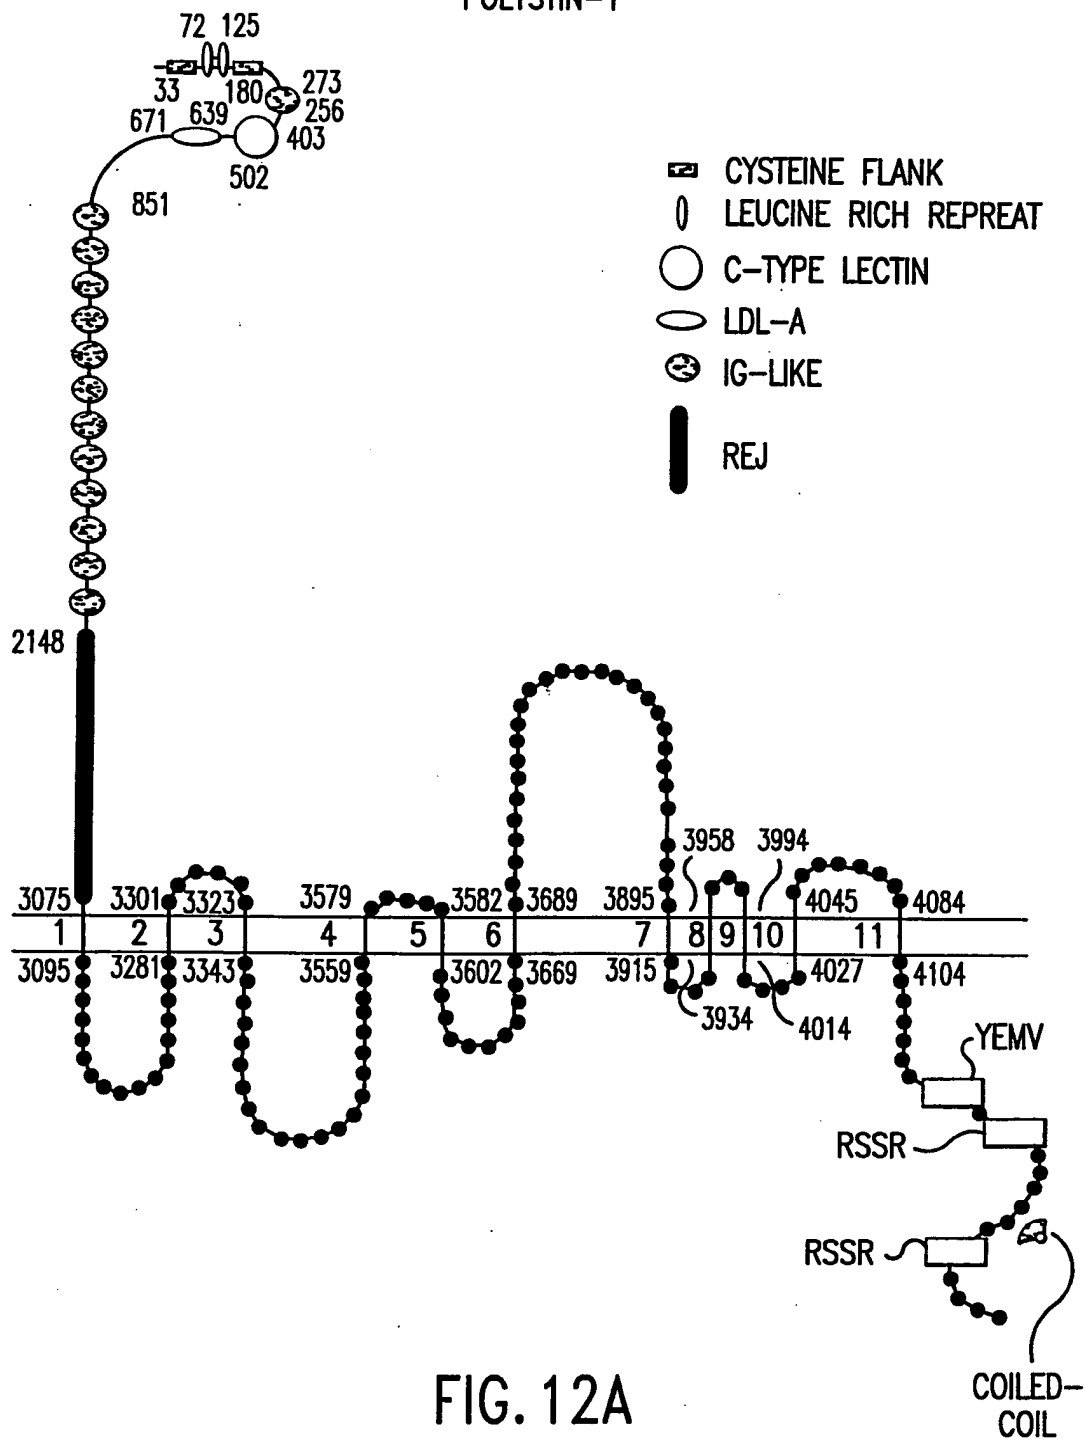 72 125
33 180 273
256
671 639 403
502
851
CYSTEINE FLANK
LEUCINE RICH REPREAT
C-TYPE LECTIN
LDL-A
IG-LIKE
REJ
2148
3958 3994
3075 3301 3323 3579 3582 3689 3895 4045 4084
1 2 3 4 5 6 7 8 9 10 11
3095 3281 3343 3559 3602 3669 3915 4027 4104
3934 4014
YEMV
RSSR
RSSR
COILED-
COIL
FIG. 12A